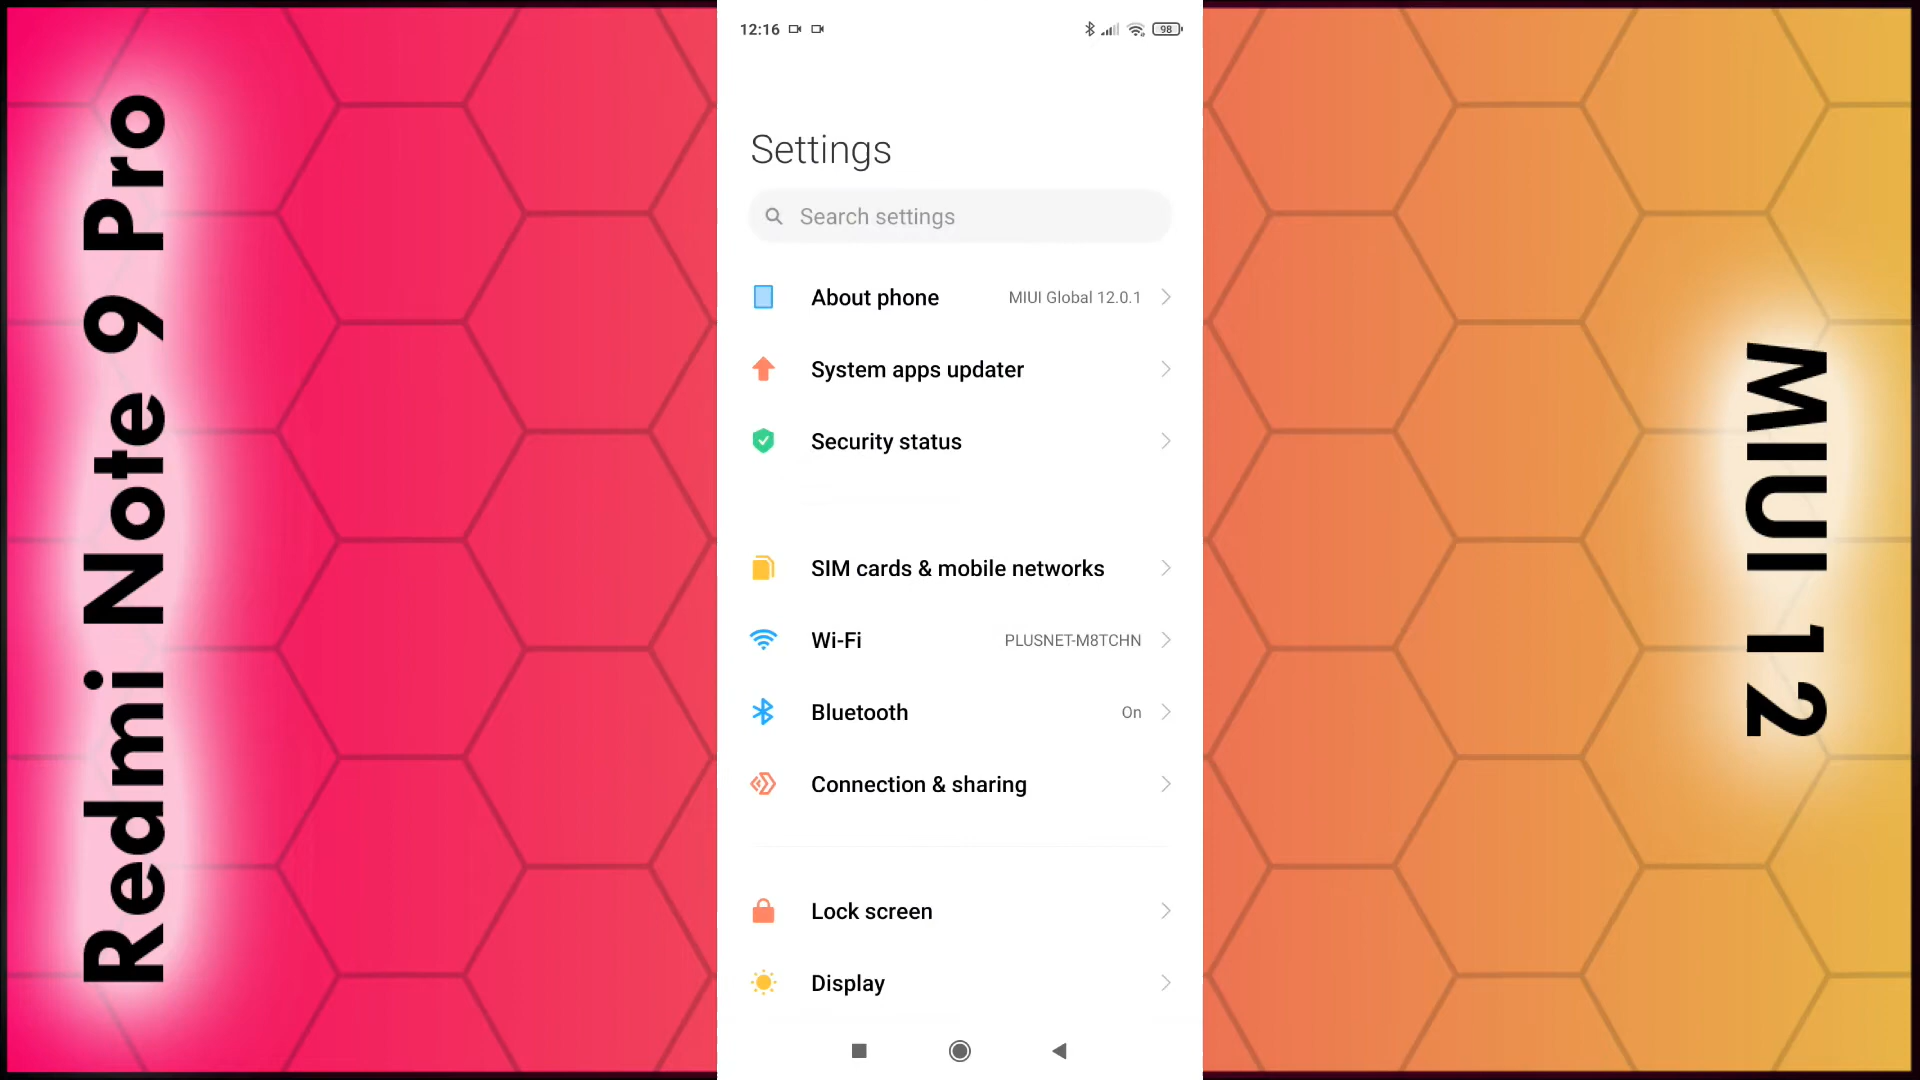 Redmi Note 9 Pro
12:16
98
Settings
Search settings
About phone MIUI Global 12.0.1
System apps updater
Security status
SIM cards & mobile networks
Wi-Fi PLUSNET-M8TCHN
Bluetooth On
Connection & sharing
Lock screen
Display
MIUI 12